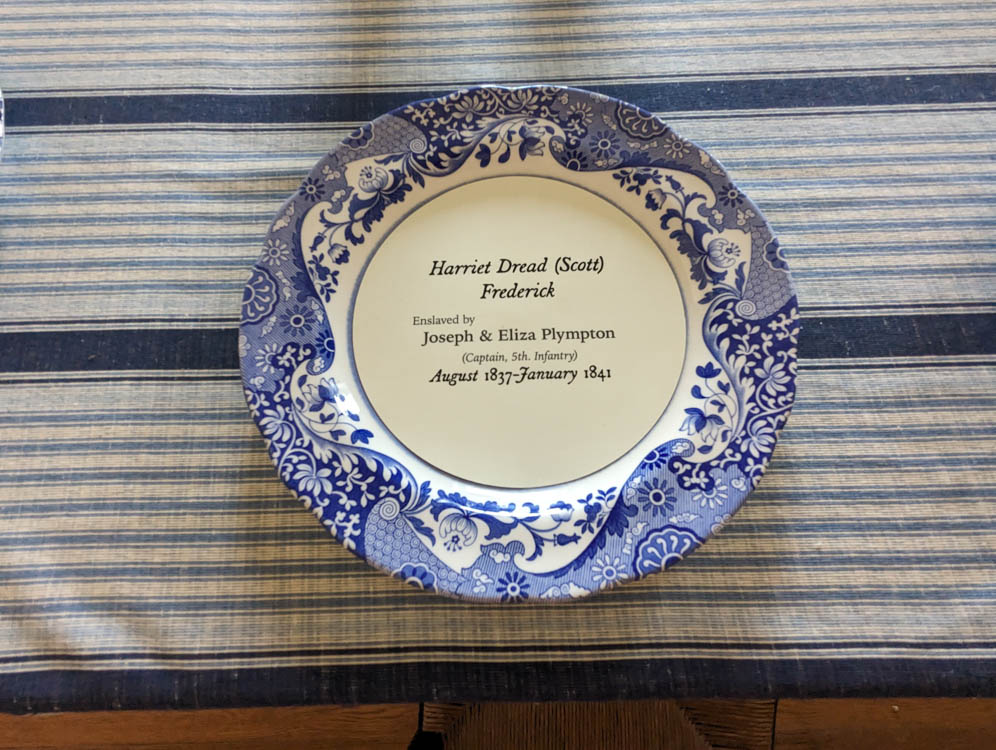 Harriet Dread (Scott)
Frederick
Enslaved by
Joseph & Eliza Plympton
(Captain, 5th. Infantry)
August 1837-January 1841